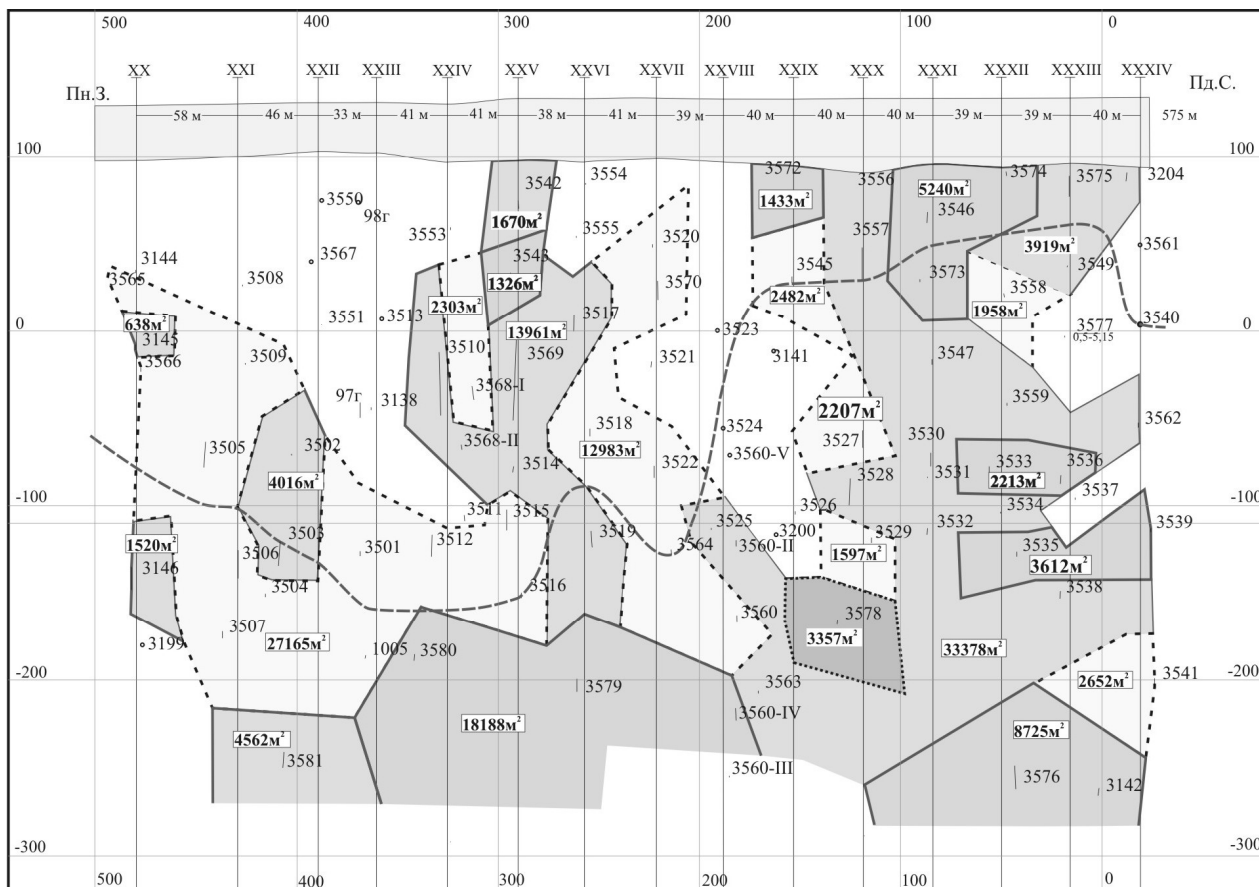 500 400 300 200 100 0
XX XXI XXII XXIII XXIV XXV XXVI XXVII XXVIII XXIX XXX XXXI XXXII XXXIII XXXIV
Пн.З. Пд.С.
58 м 46 м 33 м 41 м 41 м 38 м 41 м 39 м 40 м 40 м 40 м 39 м 39 м 40 м 575 м
100 100
3572 3574
3554 3556 3575 3204
3542 5240м²
3550 1433м² 3546
98г 1670м²
3553 3555 3520 3557
3567 3919м² 3561
3144 3543 3545 3549
3565 3508 1326м² 3570 3573
2303м² 2482м² 3558
638м² 3551 3513 3517 1958м² 3540
0 13961м² 3523 3577 0
3145 0,5-5,15
3566 3509 3510 3569 3521 3141 3547
3568-I
97г 3138 3559
3518 3524 2207м² 3562
3505 3502 3568-II 12983м² 3527 3530
3514 3522 3560-V 3533 3536
4016м² 3528 3531 2213м²
3537
-100 3511 3515 3526 3534 -100
3503 3525 3200 3529 3532 3539
1520м² 3506 3501 3512 3519 3564 3560-II 3535
3146 1597м² 3612м²
3504 3516 3538
3560 3578
3507 3357м²
3199 27165м² 1005 3580 33378м²
-200 3579 3563 2652м² 3541 -200
3560-IV
4562м² 18188м² 8725м²
3581 3560-III
3576 3142
-300 -300
500 400 300 200 100 0